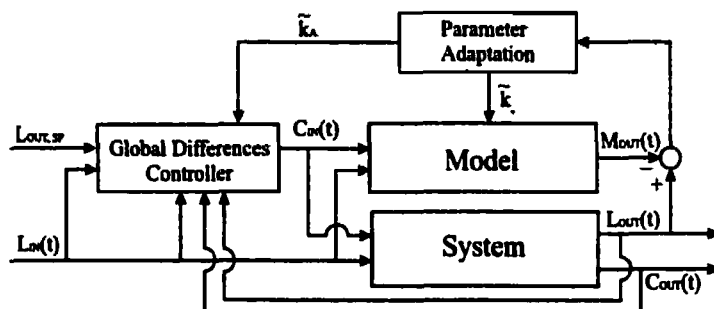 k̃A
Parameter
Adaptation
k̃
LOUT,SP
Global Differences
Controller
CIN(t)
Model
MOUT(t)
−
+
LIN(t)
System
LOUT(t)
COUT(t)